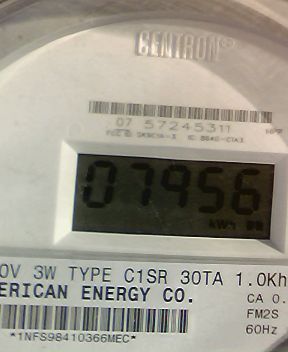 CENTRON®
07 57245311
07956
kWh
0V 3W TYPE C1SR 30TA 1.0Kh
ERICAN ENERGY CO.
CA 0.
FM2S
60Hz
*1NFS98410366MEC*